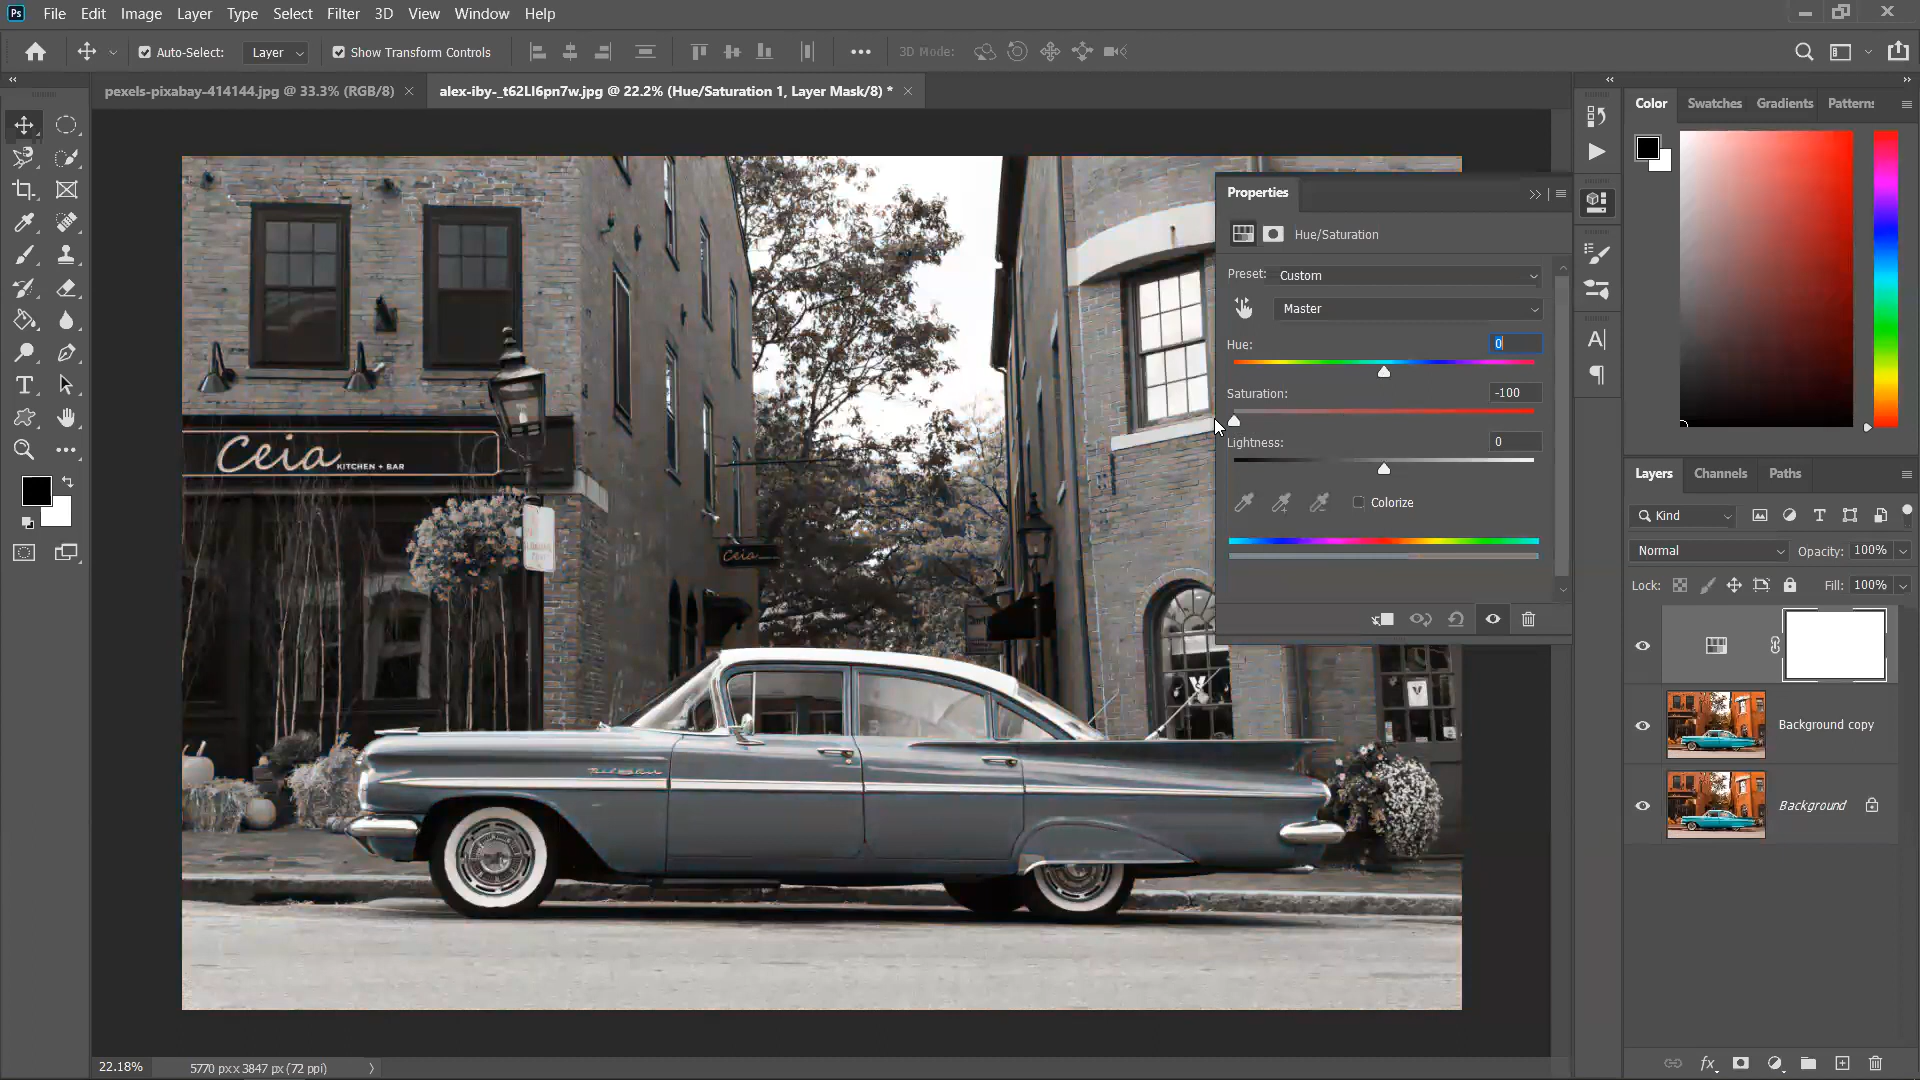 Ps File Edit Image Layer Type Select Filter 3D View Window Help
Auto-Select: Layer Show Transform Controls 3D Mode:
pexels-pixabay-414144.jpg @ 33.3% (RGB/8) × alex-iby-_t62LI6pn7w.jpg @ 22.2% (Hue/Saturation 1, Layer Mask/8) * ×
Color Swatches Gradients Patterns
Properties
Hue/Saturation
Preset: Custom
Master
Hue: 0
Saturation: -100
Lightness: 0
Colorize
Ceia KITCHEN + BAR
Ceia
V
V
Layers Channels Paths
Kind
Normal Opacity: 100%
Lock: Fill: 100%
Background copy
Background
22.18% 5770 px x 3847 px (72 ppi)